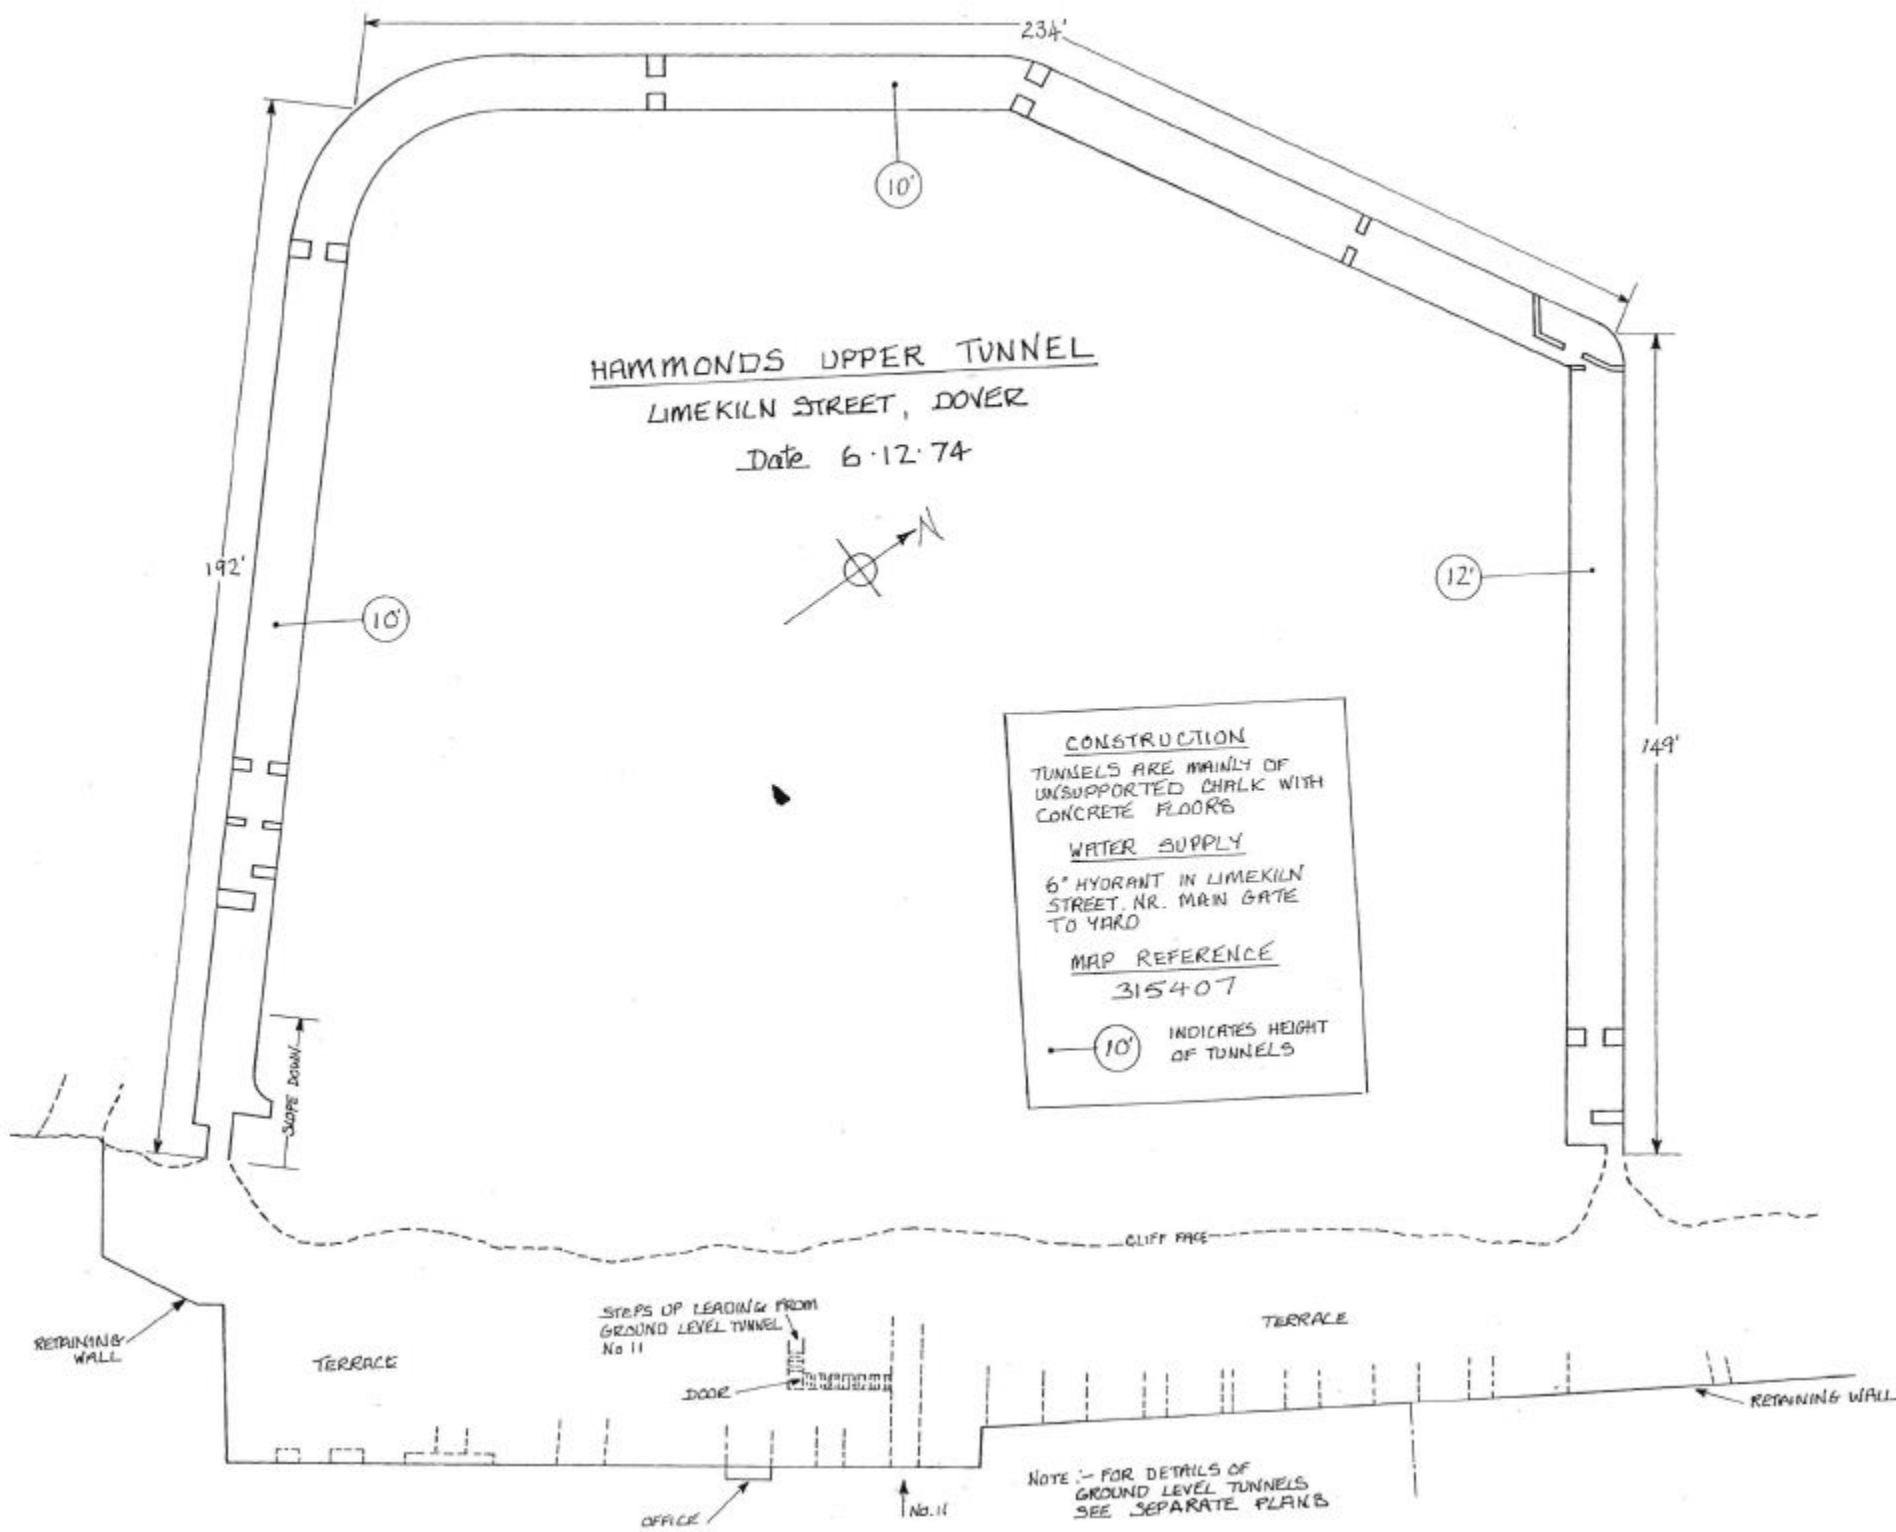 234'
10'
HAMMONDS UPPER TUNNEL
LIMEKILN STREET, DOVER
Date 6.12.74
N
192'
10'
12'
149'
CONSTRUCTION
TUNNELS ARE MAINLY OF
UNSUPPORTED CHALK WITH
CONCRETE FLOORS
WATER SUPPLY
6" HYDRANT IN LIMEKILN
STREET. NR. MAIN GATE
TO YARD
MAP REFERENCE
315407
10'
INDICATES HEIGHT
OF TUNNELS
SLOPE DOWN
CLIFF FACE
RETAINING
WALL
TERRACE
STEPS UP LEADING FROM
GROUND LEVEL TUNNEL
No 11
DOOR
TERRACE
RETAINING WALL
OFFICE
No.11
NOTE :- FOR DETAILS OF
GROUND LEVEL TUNNELS
SEE SEPARATE PLANS